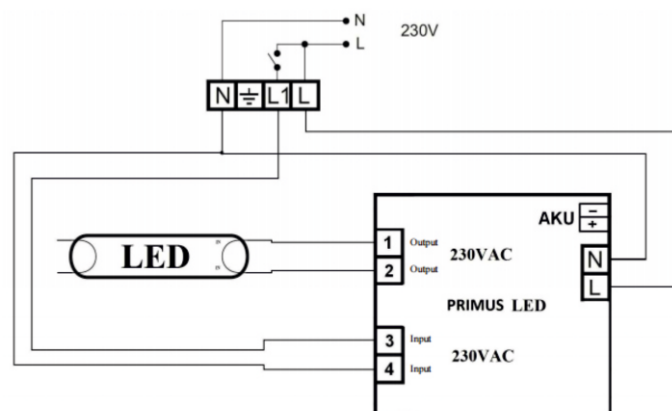 N
L 230V
N L1 L
AKU
−
+
1 Output
230VAC
2 Output
N
L
LED
PRIMUS LED
3 Input
230VAC
4 Input